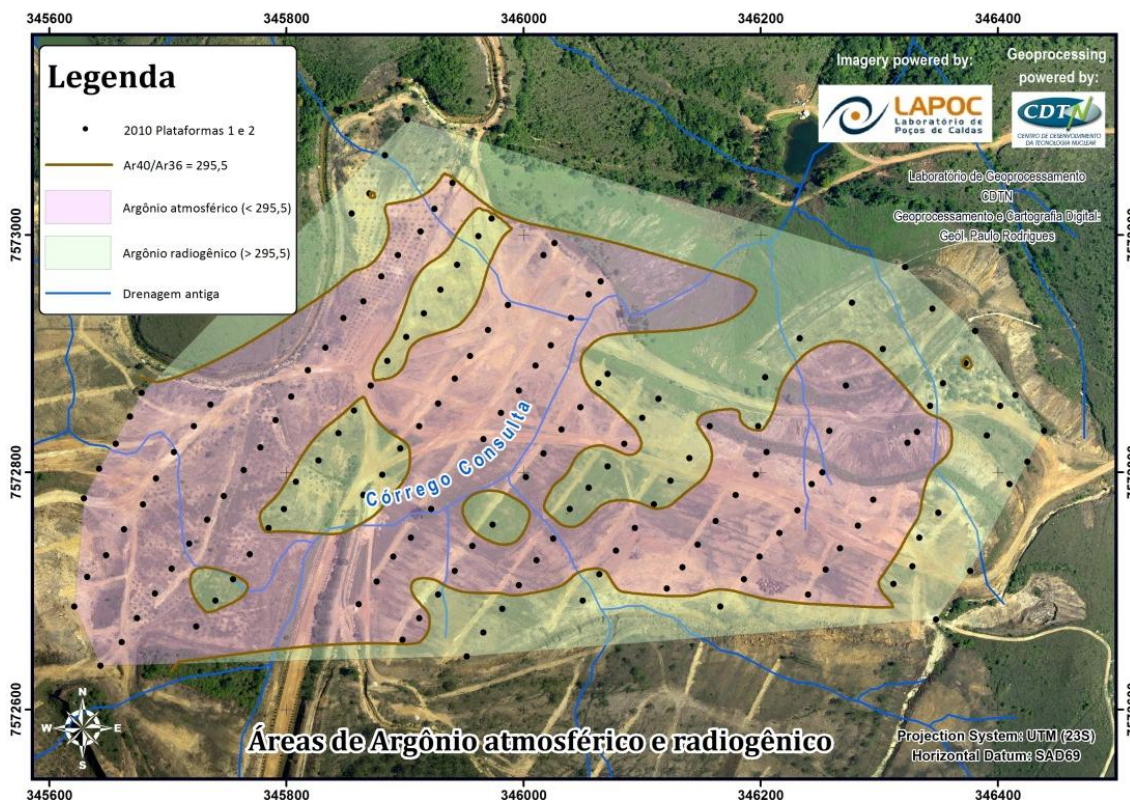 345600 345800 346000 346200 346400
Legenda
2010 Plataformas 1 e 2
Ar40/Ar36 = 295,5
Argônio atmosférico (< 295,5)
Argônio radiogênico (> 295,5)
Drenagem antiga
Imagery powered by:
LAPOC
Laboratório de
Poços de Caldas
Geoprocessing
powered by:
CDTN
CENTRO DE DESENVOLVIMENTO
DA TECNOLOGIA NUCLEAR
Laboratório de Geoprocessamento
CDTN
Geoprocessamento e Cartografia Digital:
Geól. Paulo Rodrigues
7573000
7572800
7572600
Córrego Consulta
N
W E
S
Áreas de Argônio atmosférico e radiogênico
Projection System: UTM (23S)
Horizontal Datum: SAD69
345600 345800 346000 346200 346400